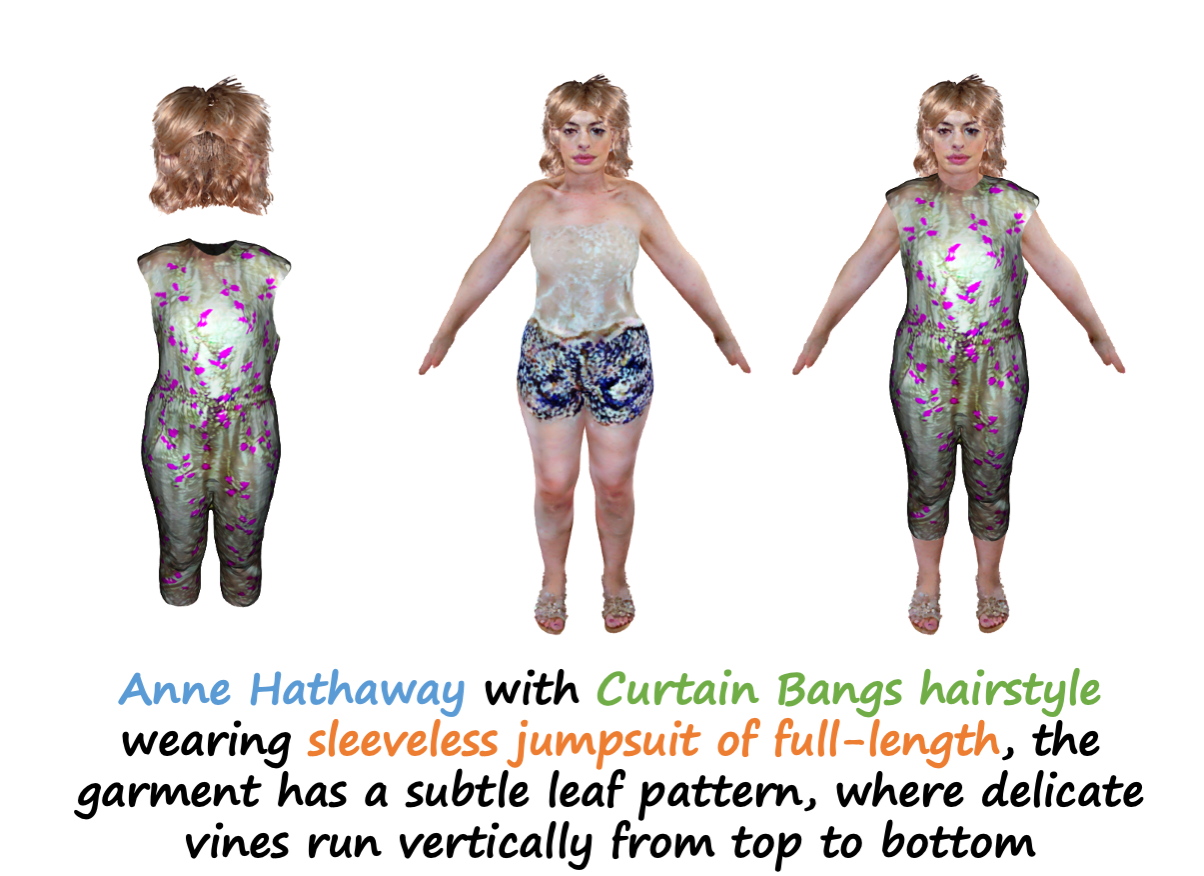 Anne Hathaway with Curtain Bangs hairstyle
wearing sleeveless jumpsuit of full-length, the
garment has a subtle leaf pattern, where delicate
vines run vertically from top to bottom